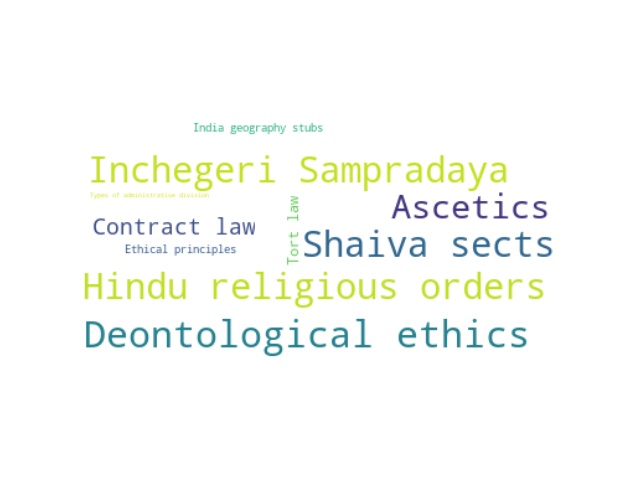 India geography stubs
Inchegeri Sampradaya
Types of administrative division
Ascetics
Contract law
Tort law
Shaiva sects
Ethical principles
Hindu religious orders
Deontological ethics